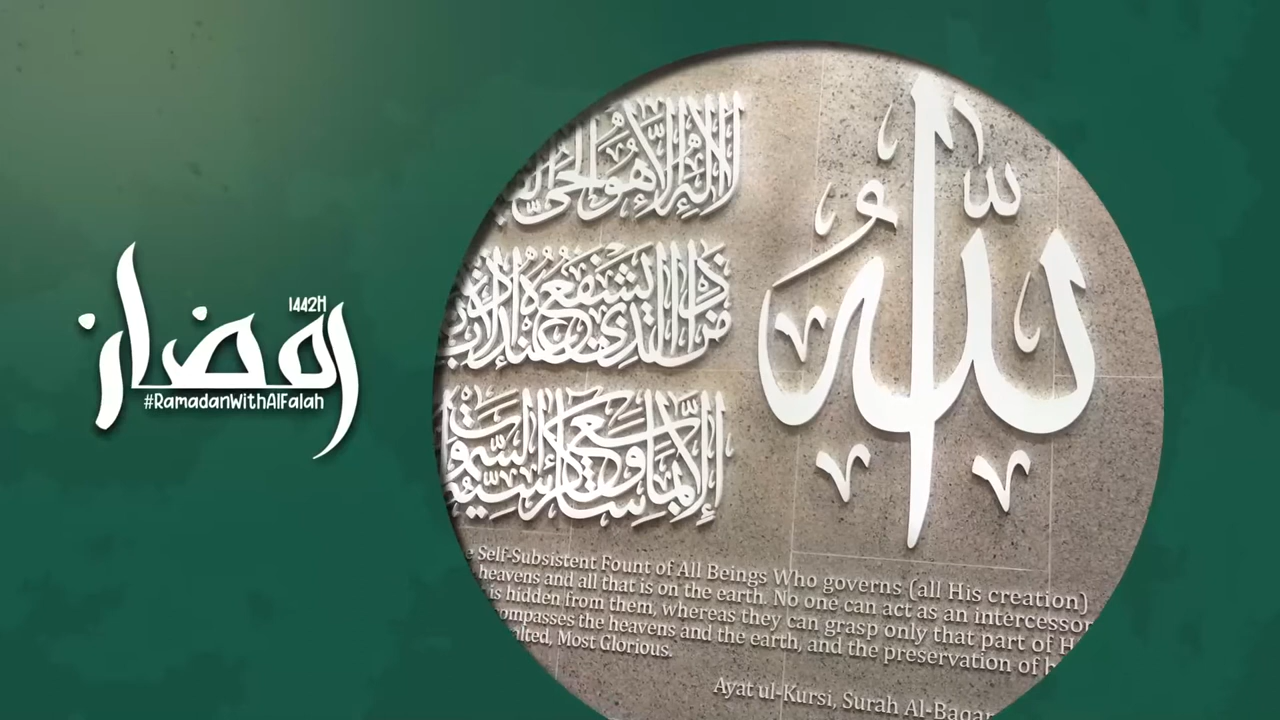 1442H
رمضان
#RamadanWithAlFalah
الله
لا إله إلا هو الحي
من ذا الذي يشفع عنده إلا
إلا بما شاء وسع كرسيه السموت
Self-Subsistent Fount of All Beings Who governs (all His creation)
heavens and all that is on the earth. No one can act as an intercessor
is hidden from them, whereas they can grasp only that part of
the heavens and the earth, and the preservation of
Most Glorious.
Ayat ul-Kursi, Surah